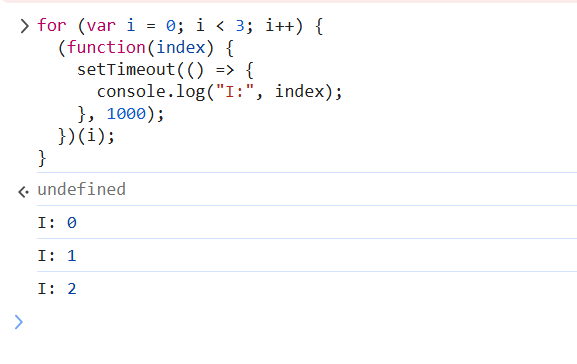 for (var i = 0; i < 3; i++) {
(function(index) {
setTimeout(() => {
console.log("I:", index);
}, 1000);
})(i);
}
undefined
I: 0
I: 1
I: 2